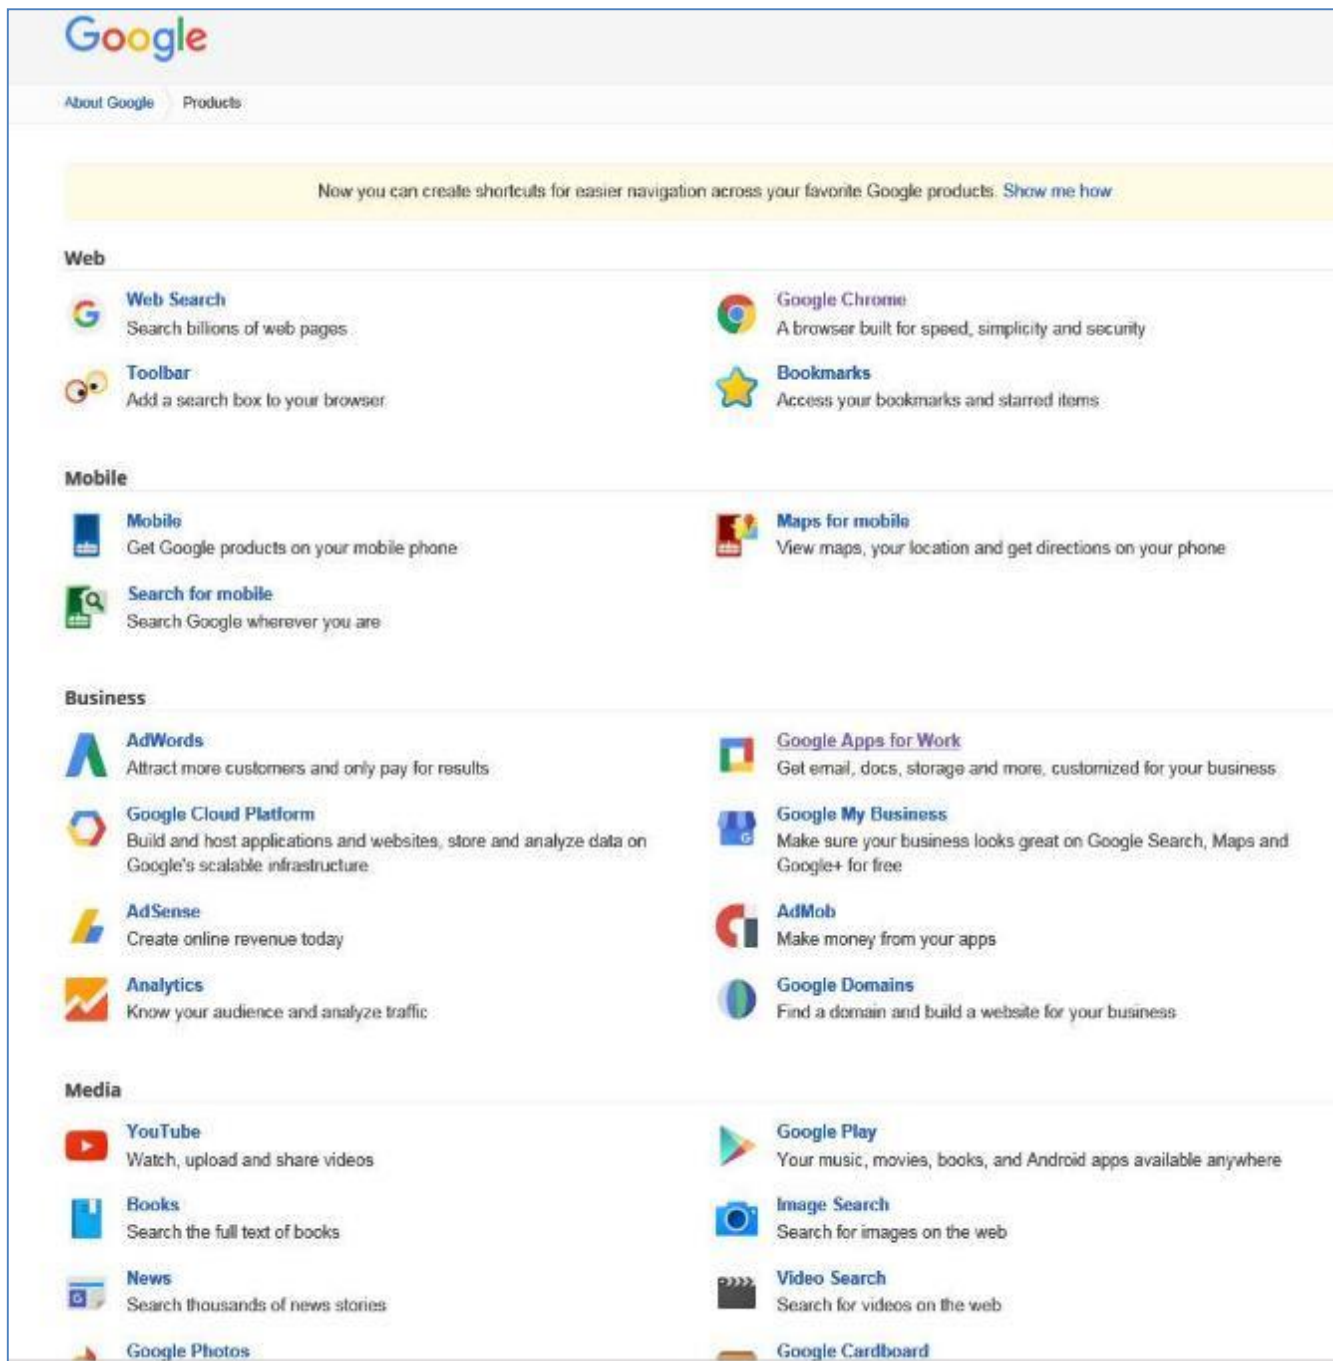 Google
About Google Products
Now you can create shortcuts for easier navigation across your favorite Google products. Show me how
Web
Web Search
Search billions of web pages
Google Chrome
A browser built for speed, simplicity and security
Toolbar
Add a search box to your browser
Bookmarks
Access your bookmarks and starred items
Mobile
Mobile
Get Google products on your mobile phone
Maps for mobile
View maps, your location and get directions on your phone
Search for mobile
Search Google wherever you are
Business
AdWords
Attract more customers and only pay for results
Google Apps for Work
Get email, docs, storage and more, customized for your business
Google Cloud Platform
Build and host applications and websites, store and analyze data on
Google's scalable infrastructure
Google My Business
Make sure your business looks great on Google Search, Maps and
Google+ for free
AdSense
Create online revenue today
AdMob
Make money from your apps
Analytics
Know your audience and analyze traffic
Google Domains
Find a domain and build a website for your business
Media
YouTube
Watch, upload and share videos
Google Play
Your music, movies, books, and Android apps available anywhere
Books
Search the full text of books
Image Search
Search for images on the web
News
Search thousands of news stories
Video Search
Search for videos on the web
Google Photos
Google Cardboard